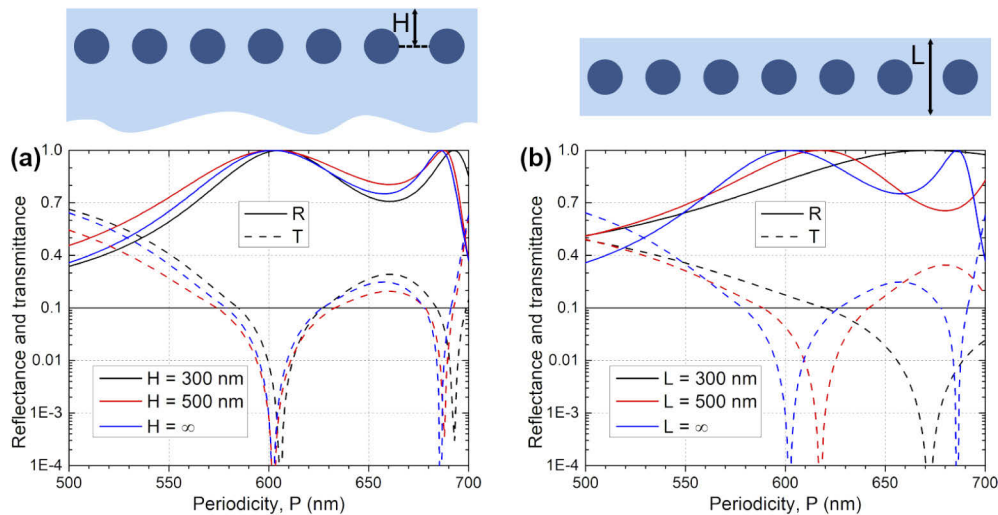 H
L
(a)
Reflectance and transmittance
1.0
0.7
0.4
0.1
0.01
1E-3
1E-4
R
T
H = 300 nm
H = 500 nm
H = ∞
500 550 600 650 700
Periodicity, P (nm)
(b)
Reflectance and transmittance
1.0
0.7
0.4
0.1
0.01
1E-3
1E-4
R
T
L = 300 nm
L = 500 nm
L = ∞
500 550 600 650 700
Periodicity, P (nm)